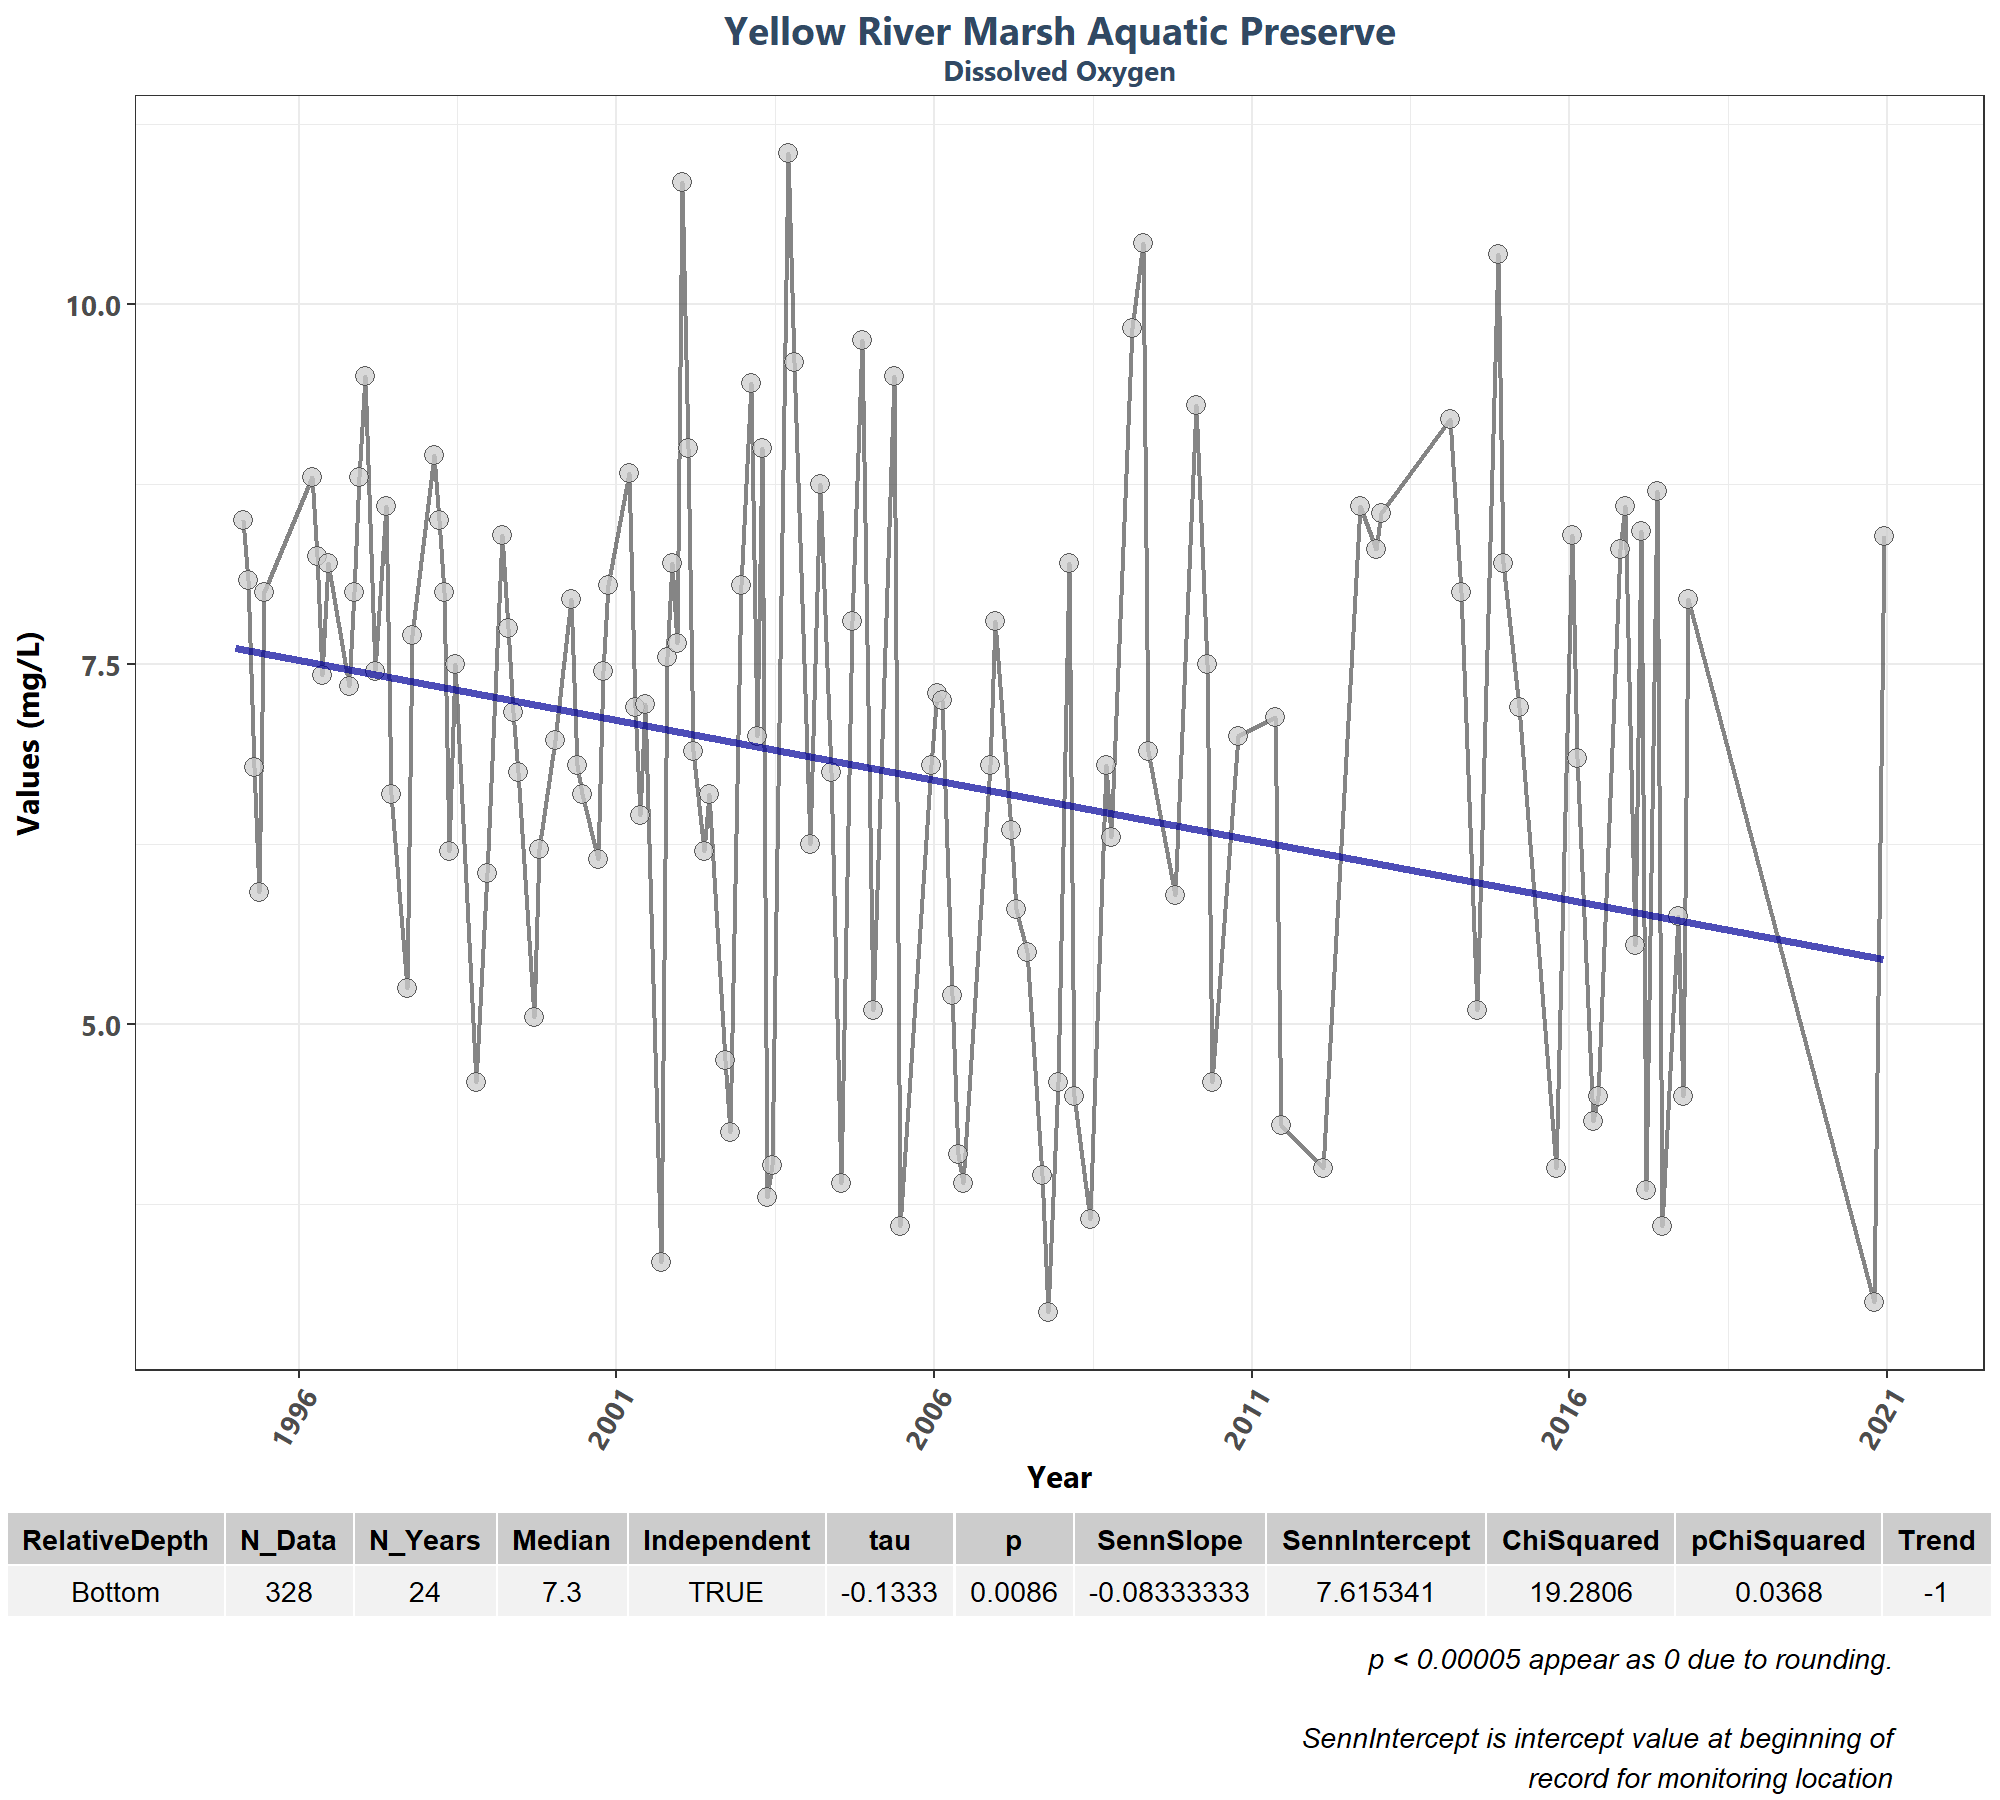 Yellow River Marsh Aquatic Preserve
Dissolved Oxygen
Values (mg/L)
10.0
7.5
5.0
1996 2001 2006 2011 2016 2021
Year
RelativeDepth N_Data N_Years Median Independent tau p SennSlope SennIntercept ChiSquared pChiSquared Trend
Bottom 328 24 7.3 TRUE -0.1333 0.0086 -0.08333333 7.615341 19.2806 0.0368 -1
p < 0.00005 appear as 0 due to rounding.
SennIntercept is intercept value at beginning of
record for monitoring location